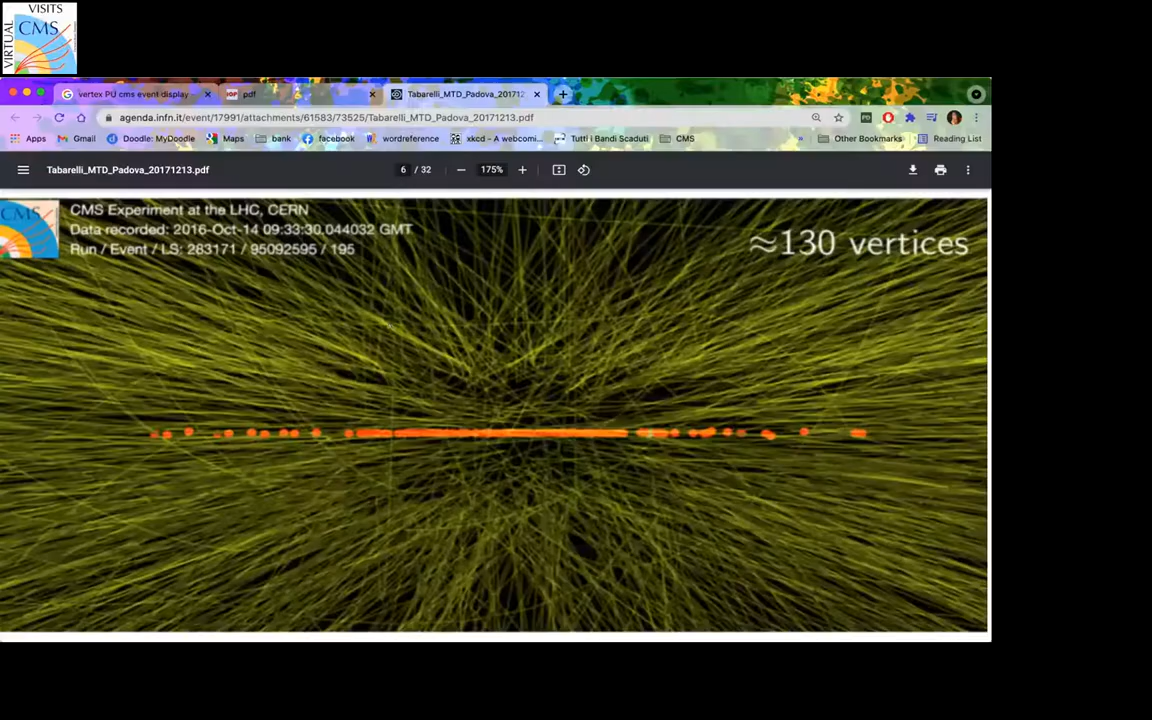 VISITS
VIRTUAL
CMS
vertex PU cms event display
pdf
Tabarelli_MTD_Padova_20171
agenda.infn.it/event/17991/attachments/61583/73525/Tabarelli_MTD_Padova_20171213.pdf
Apps
Gmail
Doodle: MyDoodle
Maps
bank
facebook
wordreference
xkcd – A webcomi...
Tutti i Bandi Scaduti
CMS
»
Other Bookmarks
Reading List
Tabarelli_MTD_Padova_20171213.pdf
6 / 32
175%
CMS
CMS Experiment at the LHC, CERN
Data recorded: 2016-Oct-14 09:33:30.044032 GMT
Run / Event / LS: 283171 / 95092595 / 195
≈130 vertices